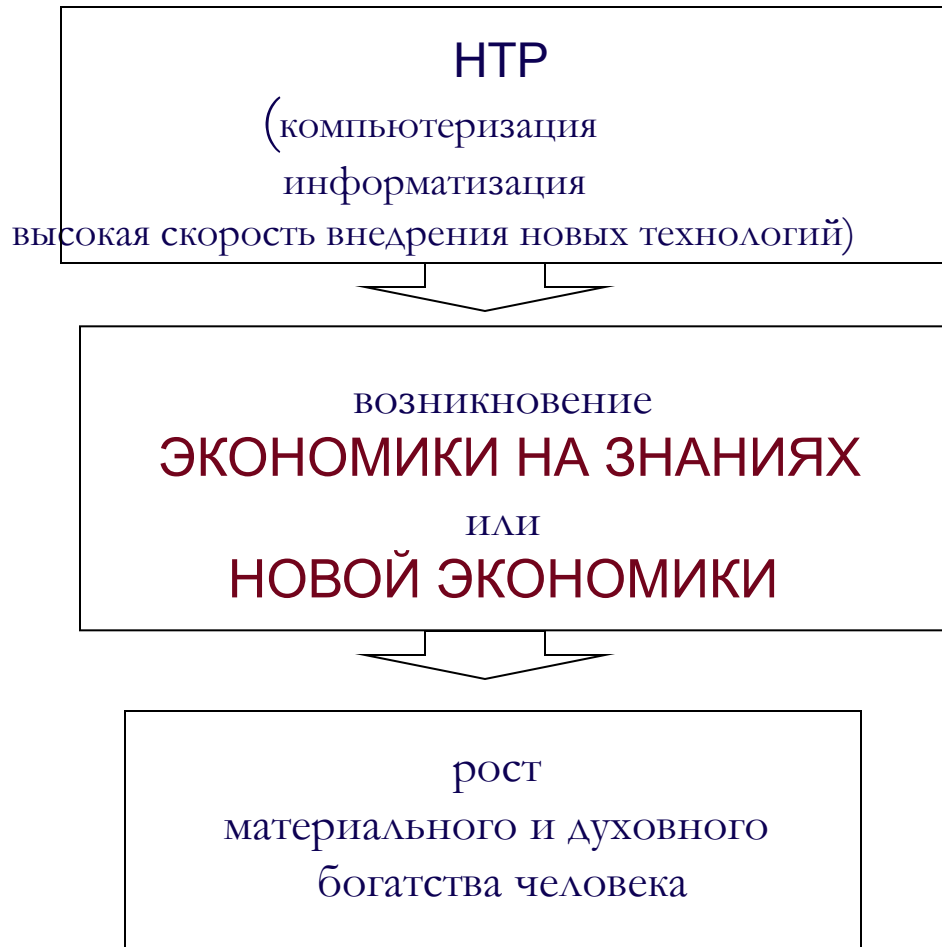 НТР
(компьютеризация
информатизация
высокая скорость внедрения новых технологий)
возникновение
ЭКОНОМИКИ НА ЗНАНИЯХ
или
НОВОЙ ЭКОНОМИКИ
рост
материального и духовного
богатства человека